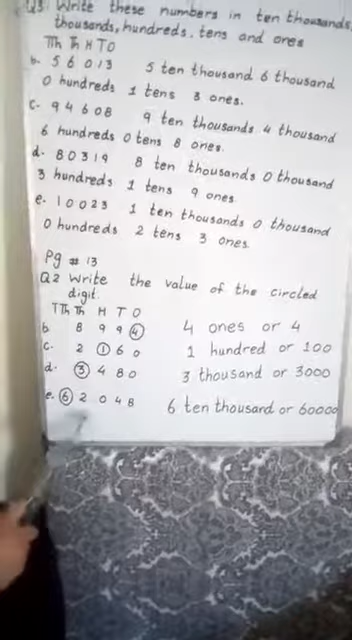 Q3 Write these numbers in ten thousands,
thousands, hundreds, tens and ones
TTh Th H T O
b. 5 6 0 1 3 5 ten thousand 6 thousand
0 hundreds 1 tens 3 ones.
c. 9 4 6 0 8 9 ten thousands 4 thousand
6 hundreds 0 tens 8 ones.
d. 8 0 3 1 9 8 ten thousands 0 thousand
3 hundreds 1 tens 9 ones
e. 1 0 0 2 3 1 ten thousands 0 thousand
0 hundreds 2 tens 3 ones.
Pg # 13
Q2 Write the value of the circled
digit.
TTh Th H T O
b 8 9 9 4 4 ones or 4
c. 2 1 6 0 1 hundred or 100
d. 3 4 8 0 3 thousand or 3000
e. 6 2 0 4 8 6 ten thousand or 60000